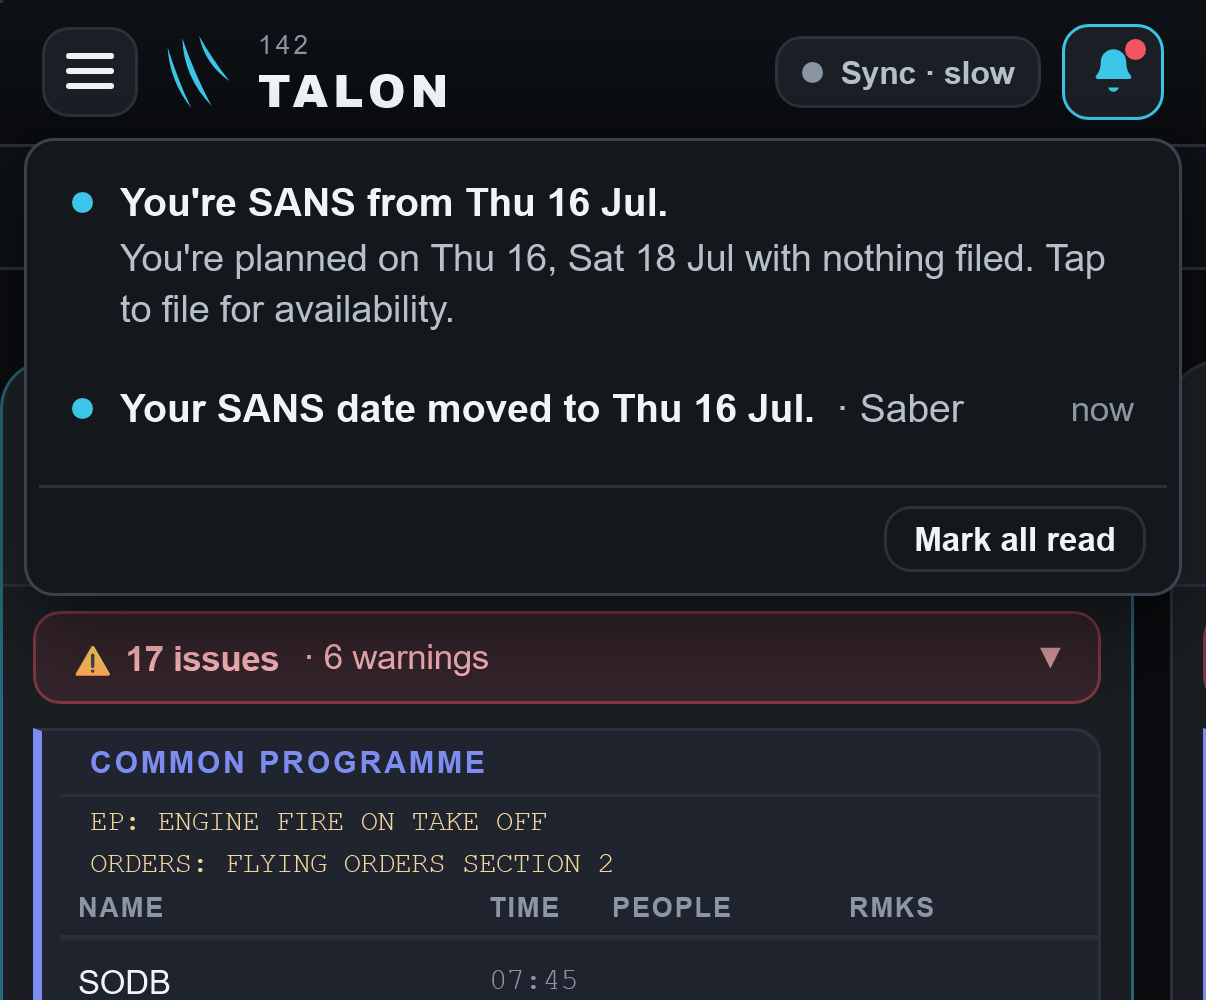 142
TALON
Sync · slow
You're SANS from Thu 16 Jul.
You're planned on Thu 16, Sat 18 Jul with nothing filed. Tap
to file for availability.
Your SANS date moved to Thu 16 Jul. · Saber now
Mark all read
17 issues · 6 warnings
COMMON PROGRAMME
EP: ENGINE FIRE ON TAKE OFF
ORDERS: FLYING ORDERS SECTION 2
NAME TIME PEOPLE RMKS
SODB 07:45